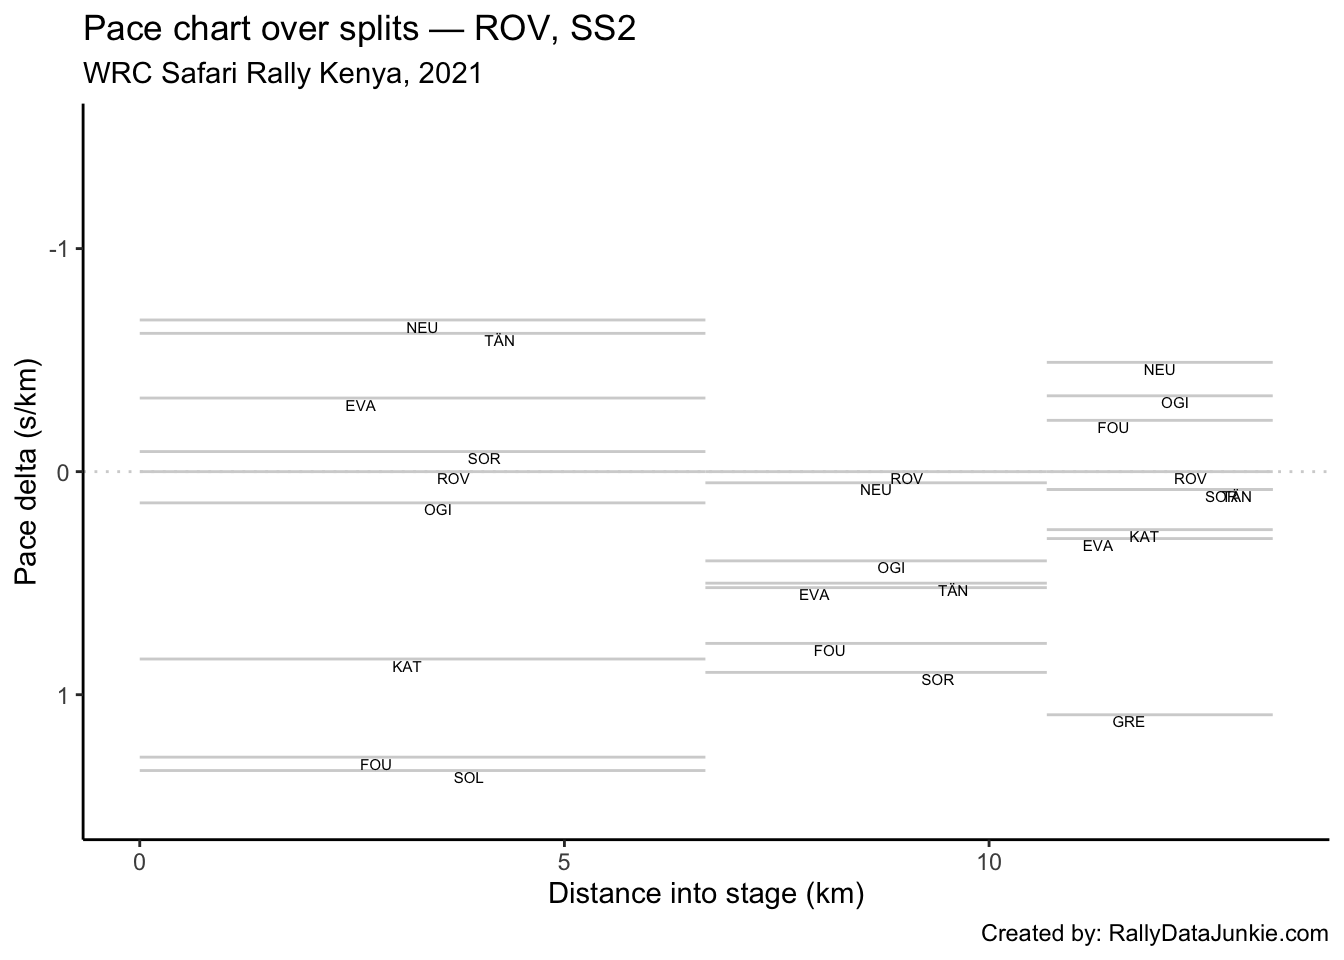 Pace chart over splits — ROV, SS2
WRC Safari Rally Kenya, 2021
Pace delta (s/km)
-1
0
1
NEU
TÄN
EVA
SOR
ROV
OGI
KAT
FOU
SOL
ROV
NEU
OGI
TÄN
EVA
FOU
SOR
NEU
OGI
FOU
ROV
SOR
TÄN
KAT
EVA
GRE
0 5 10
Distance into stage (km)
Created by: RallyDataJunkie.com